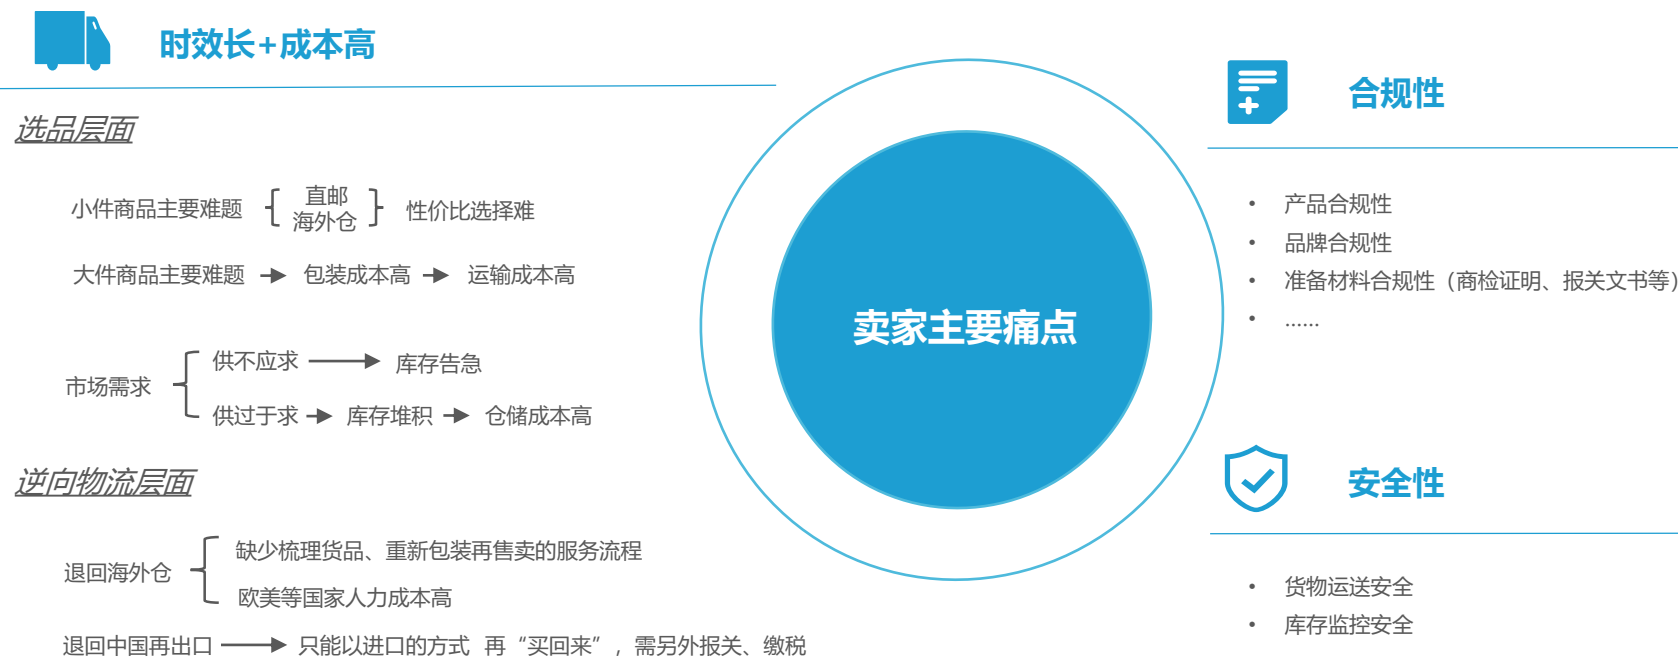 时效长+成本高
选品层面
小件商品主要难题
直邮
海外仓
性价比选择难
大件商品主要难题
包装成本高
运输成本高
市场需求
供不应求
库存告急
供过于求
库存堆积
仓储成本高
逆向物流层面
退回海外仓
缺少梳理货品、重新包装再售卖的服务流程
欧美等国家人力成本高
退回中国再出口
只能以进口的方式 再“买回来”，需另外报关、缴税
卖家主要痛点
合规性
• 产品合规性
• 品牌合规性
• 准备材料合规性（商检证明、报关文书等）
• ......
安全性
• 货物运送安全
• 库存监控安全